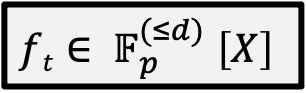 f_t ∈ 𝔽_p^(≤d) [X]